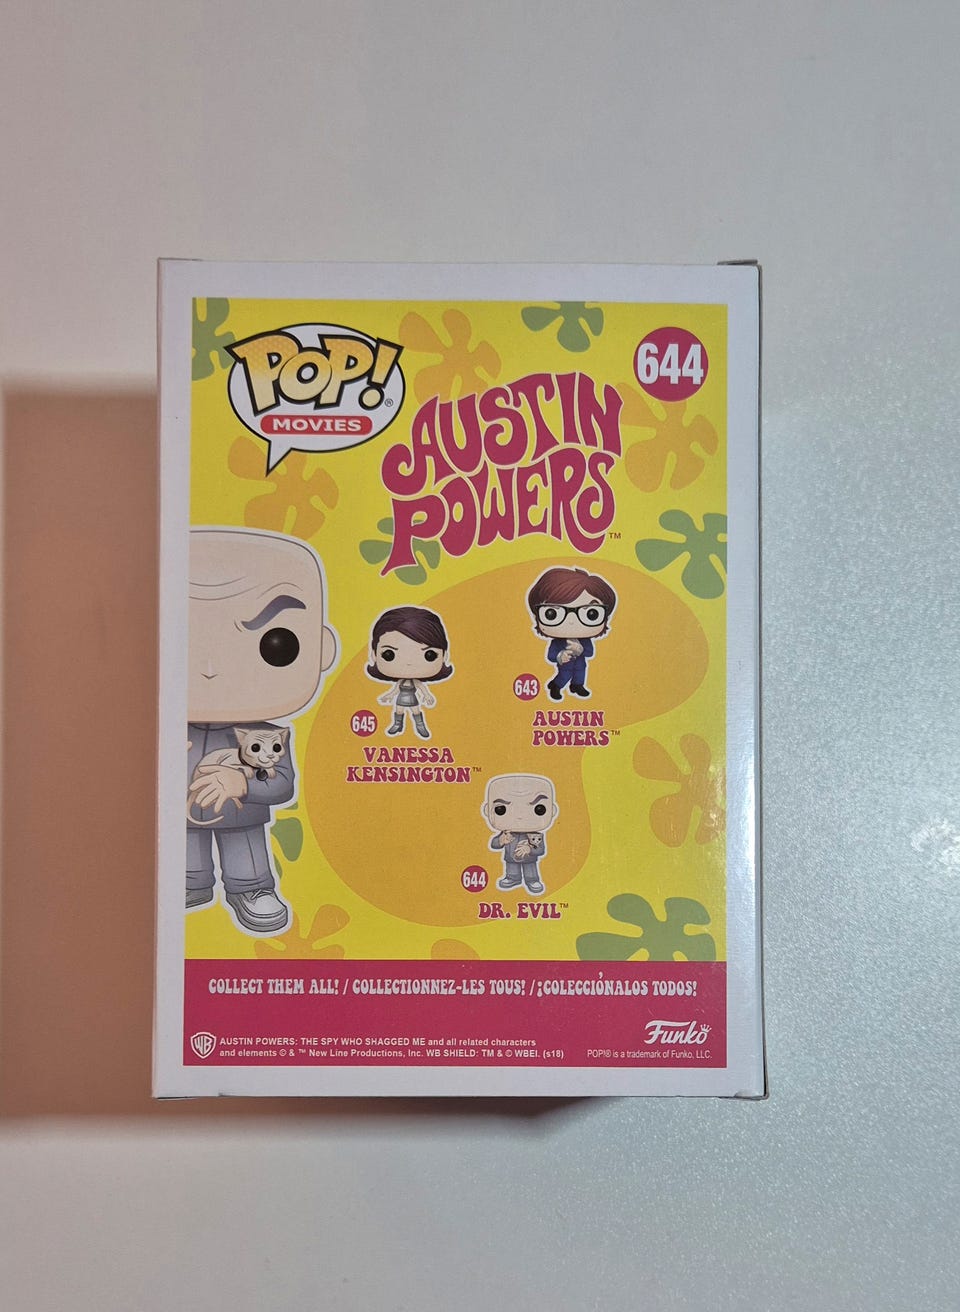 POP!®
MOVIES
644
AUSTIN
POWERS™
643
AUSTIN
POWERS™
645
VANESSA
KENSINGTON™
644
DR. EVIL™
COLLECT THEM ALL! / COLLECTIONNEZ-LES TOUS! / ¡COLECCIÓNALOS TODOS!
WB
AUSTIN POWERS: THE SPY WHO SHAGGED ME and all related characters
and elements © & ™ New Line Productions, Inc. WB SHIELD: TM & © WBEI. (s18)
Funko
POP!® is a trademark of Funko, LLC.